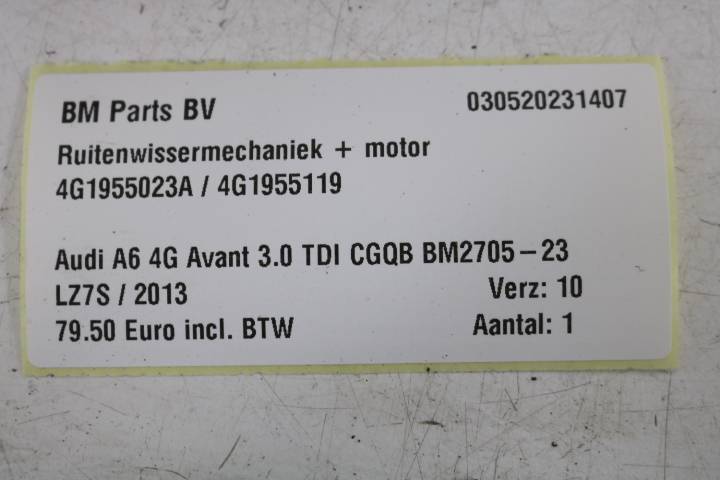 BM Parts BV 030520231407
Ruitenwissermechaniek + motor
4G1955023A / 4G1955119
Audi A6 4G Avant 3.0 TDI CGQB BM2705-23
LZ7S / 2013 Verz: 10
79.50 Euro incl. BTW Aantal: 1